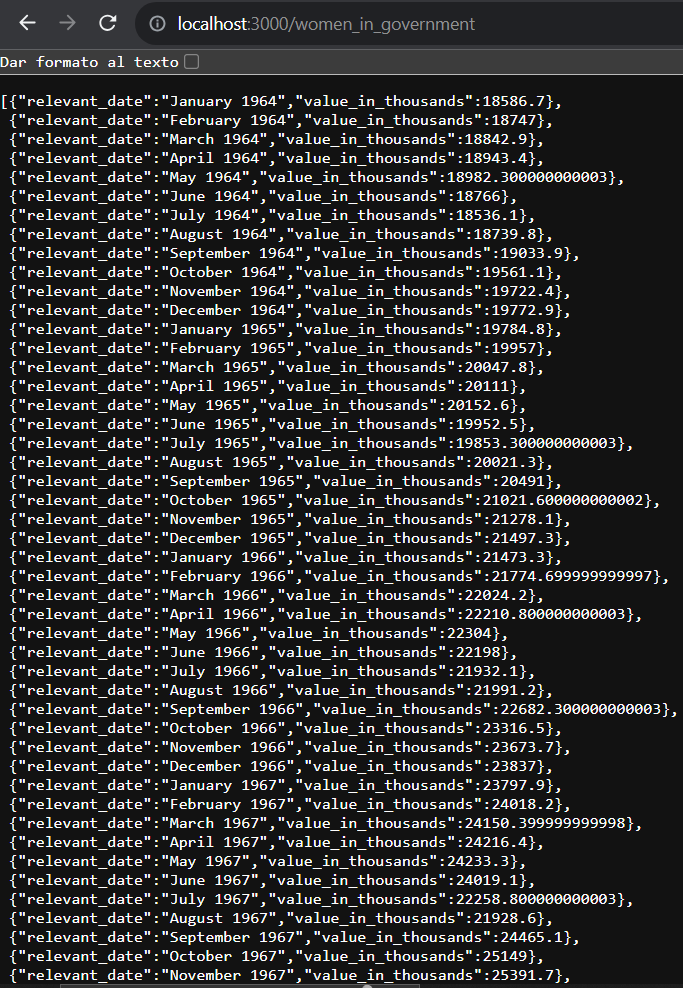 localhost:3000/women_in_government
Dar formato al texto
[{"relevant_date":"January 1964","value_in_thousands":18586.7},
{"relevant_date":"February 1964","value_in_thousands":18747},
{"relevant_date":"March 1964","value_in_thousands":18842.9},
{"relevant_date":"April 1964","value_in_thousands":18943.4},
{"relevant_date":"May 1964","value_in_thousands":18982.300000000003},
{"relevant_date":"June 1964","value_in_thousands":18766},
{"relevant_date":"July 1964","value_in_thousands":18536.1},
{"relevant_date":"August 1964","value_in_thousands":18739.8},
{"relevant_date":"September 1964","value_in_thousands":19033.9},
{"relevant_date":"October 1964","value_in_thousands":19561.1},
{"relevant_date":"November 1964","value_in_thousands":19722.4},
{"relevant_date":"December 1964","value_in_thousands":19772.9},
{"relevant_date":"January 1965","value_in_thousands":19784.8},
{"relevant_date":"February 1965","value_in_thousands":19957},
{"relevant_date":"March 1965","value_in_thousands":20047.8},
{"relevant_date":"April 1965","value_in_thousands":20111},
{"relevant_date":"May 1965","value_in_thousands":20152.6},
{"relevant_date":"June 1965","value_in_thousands":19952.5},
{"relevant_date":"July 1965","value_in_thousands":19853.300000000003},
{"relevant_date":"August 1965","value_in_thousands":20021.3},
{"relevant_date":"September 1965","value_in_thousands":20491},
{"relevant_date":"October 1965","value_in_thousands":21021.600000000002},
{"relevant_date":"November 1965","value_in_thousands":21278.1},
{"relevant_date":"December 1965","value_in_thousands":21497.3},
{"relevant_date":"January 1966","value_in_thousands":21473.3},
{"relevant_date":"February 1966","value_in_thousands":21774.699999999997},
{"relevant_date":"March 1966","value_in_thousands":22024.2},
{"relevant_date":"April 1966","value_in_thousands":22210.800000000003},
{"relevant_date":"May 1966","value_in_thousands":22304},
{"relevant_date":"June 1966","value_in_thousands":22198},
{"relevant_date":"July 1966","value_in_thousands":21932.1},
{"relevant_date":"August 1966","value_in_thousands":21991.2},
{"relevant_date":"September 1966","value_in_thousands":22682.300000000003},
{"relevant_date":"October 1966","value_in_thousands":23316.5},
{"relevant_date":"November 1966","value_in_thousands":23673.7},
{"relevant_date":"December 1966","value_in_thousands":23837},
{"relevant_date":"January 1967","value_in_thousands":23797.9},
{"relevant_date":"February 1967","value_in_thousands":24018.2},
{"relevant_date":"March 1967","value_in_thousands":24150.399999999998},
{"relevant_date":"April 1967","value_in_thousands":24216.4},
{"relevant_date":"May 1967","value_in_thousands":24233.3},
{"relevant_date":"June 1967","value_in_thousands":24019.1},
{"relevant_date":"July 1967","value_in_thousands":22258.800000000003},
{"relevant_date":"August 1967","value_in_thousands":21928.6},
{"relevant_date":"September 1967","value_in_thousands":24465.1},
{"relevant_date":"October 1967","value_in_thousands":25149},
{"relevant_date":"November 1967","value_in_thousands":25391.7},